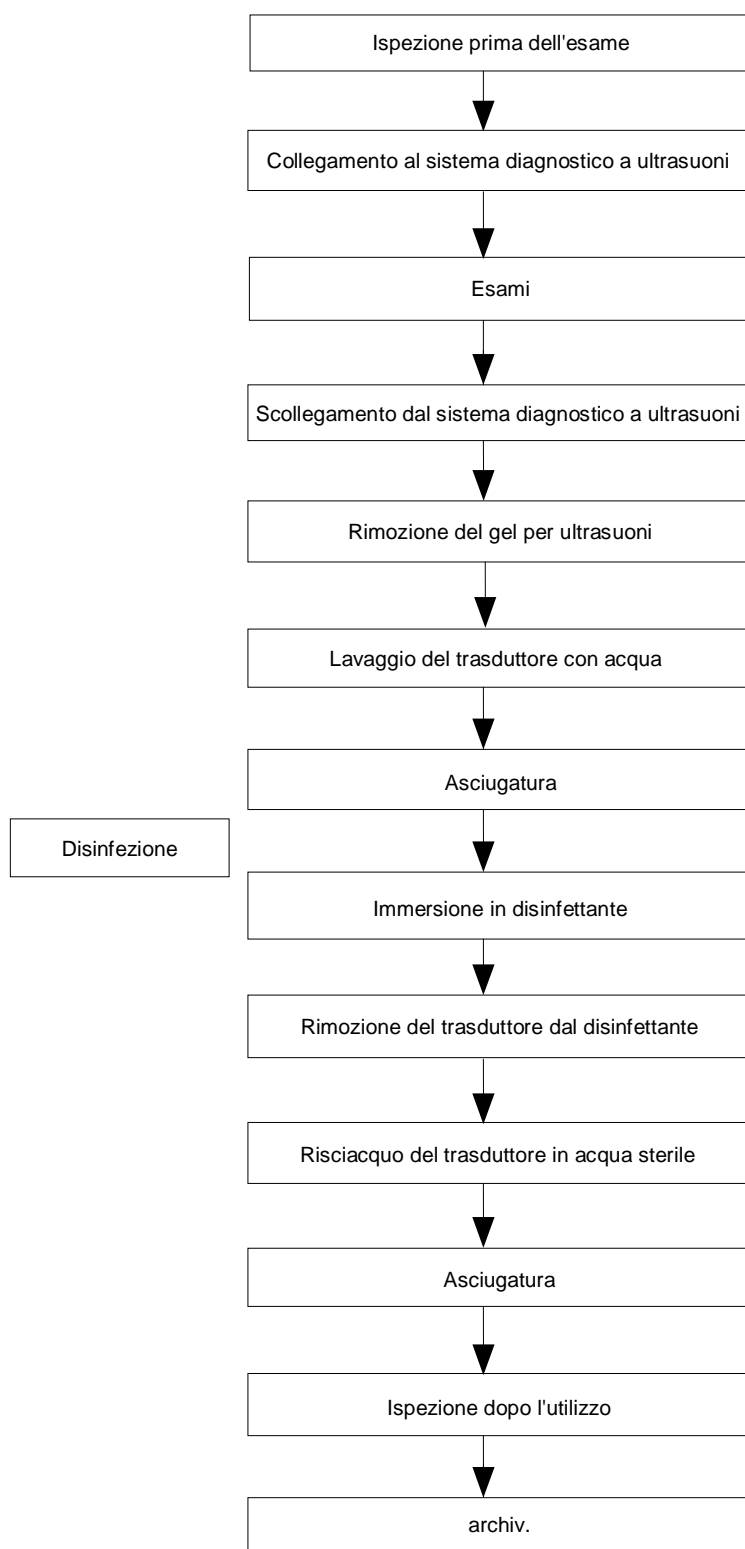 Ispezione prima dell'esame
Collegamento al sistema diagnostico a ultrasuoni
Esami
Scollegamento dal sistema diagnostico a ultrasuoni
Rimozione del gel per ultrasuoni
Lavaggio del trasduttore con acqua
Asciugatura
Disinfezione
Immersione in disinfettante
Rimozione del trasduttore dal disinfettante
Risciacquo del trasduttore in acqua sterile
Asciugatura
Ispezione dopo l'utilizzo
archiv.